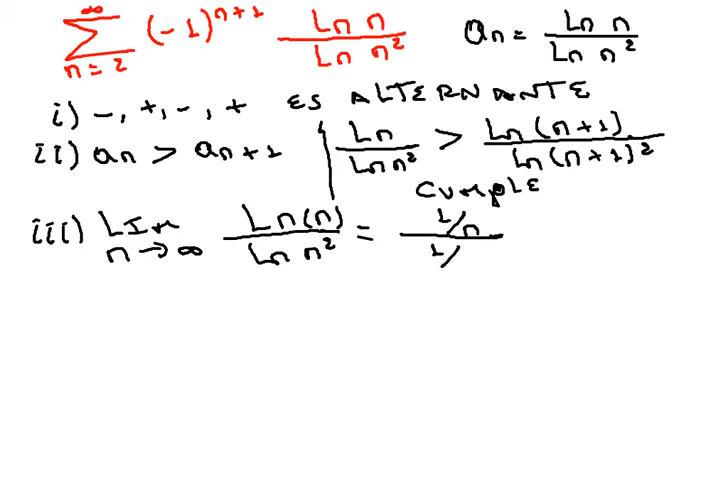 ∞
∑ (-1)^{n+1} Ln n / Ln n² an = Ln n / Ln n²
n=2
i) -, +, -, + ES ALTERNANTE
ii) an > an+1 | Ln / Ln n² > Ln (n+1) / Ln (n+1)²
CUMPLE
iii) LIM n→∞ Ln(n) / Ln n² = 1/n / 1/